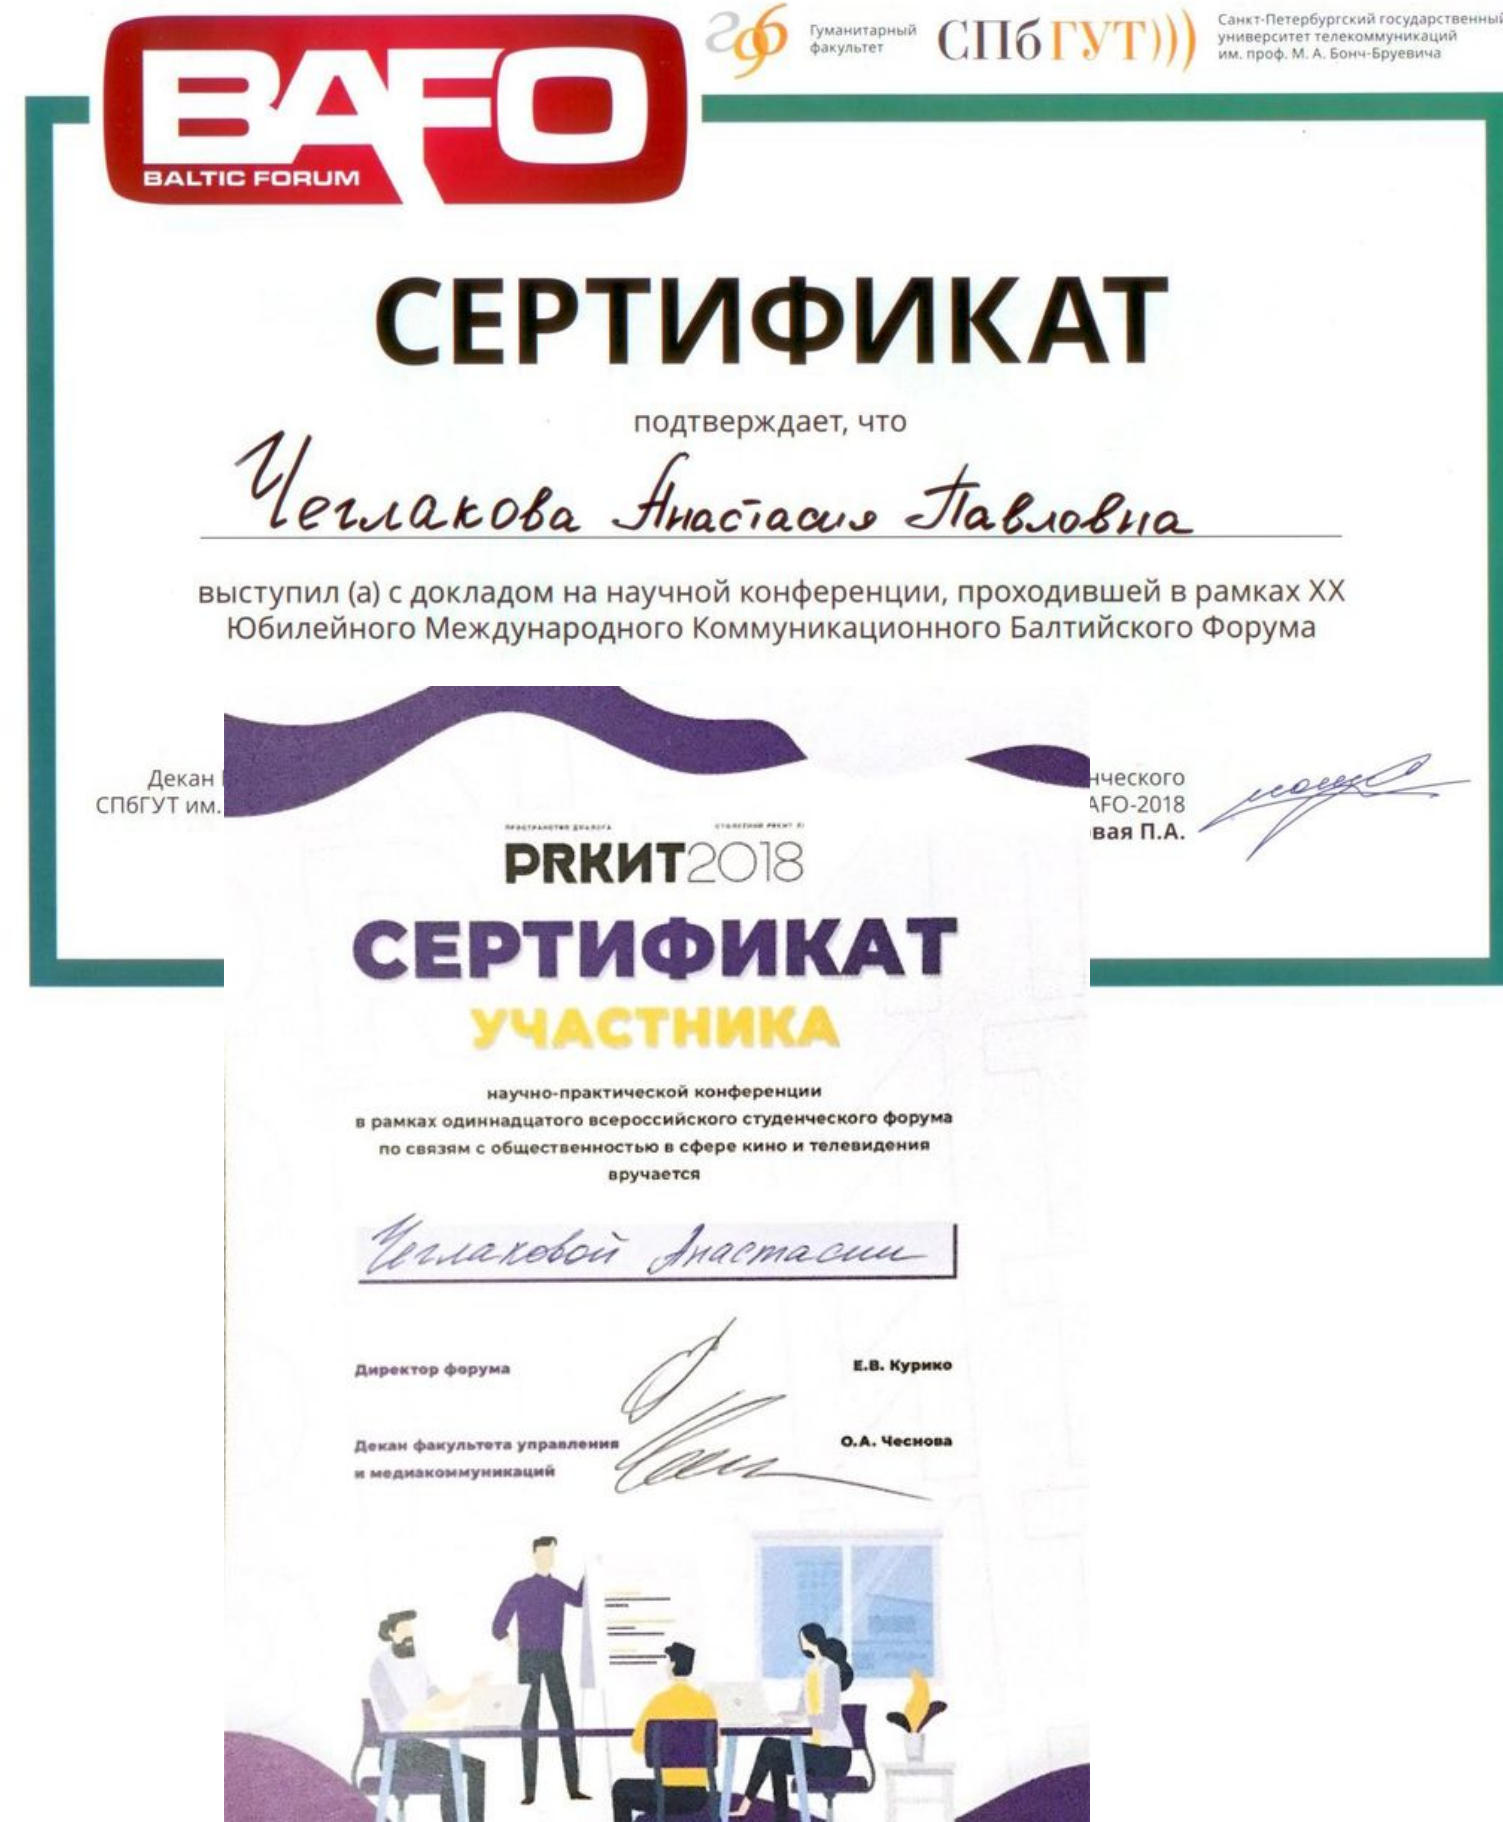 BAFO
BALTIC FORUM
Гуманитарный
факультет
СПбГУТ)))
Санкт-Петербургский государственный
университет телекоммуникаций
им. проф. М. А. Бонч-Бруевича
СЕРТИФИКАТ
подтверждает, что
Чеглакова Анастасия Павловна
выступил (а) с докладом на научной конференции, проходившей в рамках XX
Юбилейного Международного Коммуникационного Балтийского Форума
Декан
СПбГУТ им.
нческого
AFO-2018
вая П.А.
ПРОСТРАНСТВО ДИАЛОГА
PRКИТ2018
СЕРТИФИКАТ
УЧАСТНИКА
научно-практической конференции
в рамках одиннадцатого всероссийского студенческого форума
по связям с общественностью в сфере кино и телевидения
вручается
Чеглаковой Анастасии
Директор форума
Е.В. Курико
Декан факультета управления
и медиакоммуникаций
О.А. Чеснова